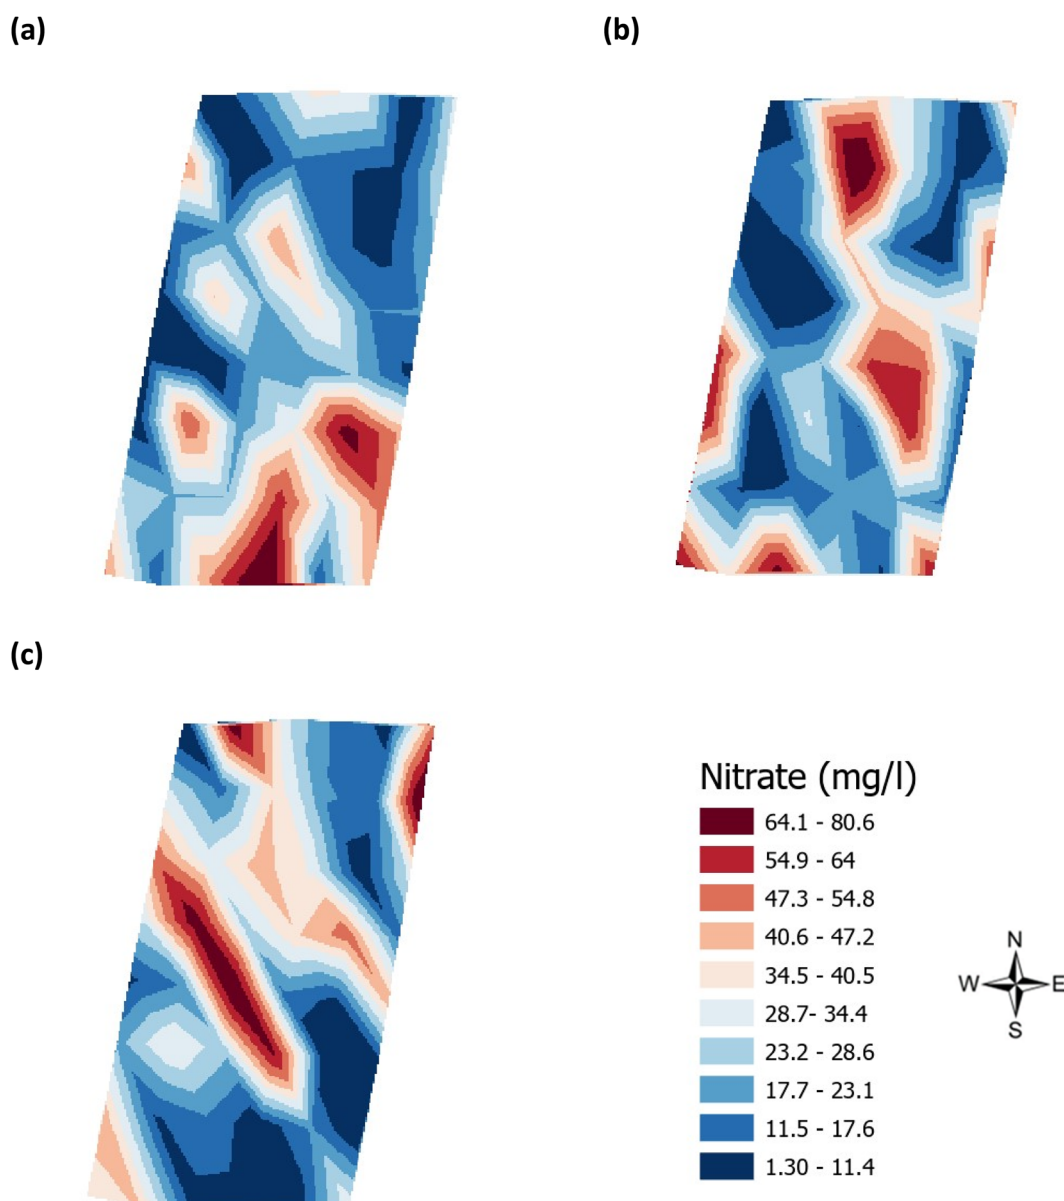 (a)
(b)
(c)
Nitrate (mg/l)
64.1 - 80.6
54.9 - 64
47.3 - 54.8
40.6 - 47.2
34.5 - 40.5
28.7- 34.4
23.2 - 28.6
17.7 - 23.1
11.5 - 17.6
1.30 - 11.4
N
W E
S